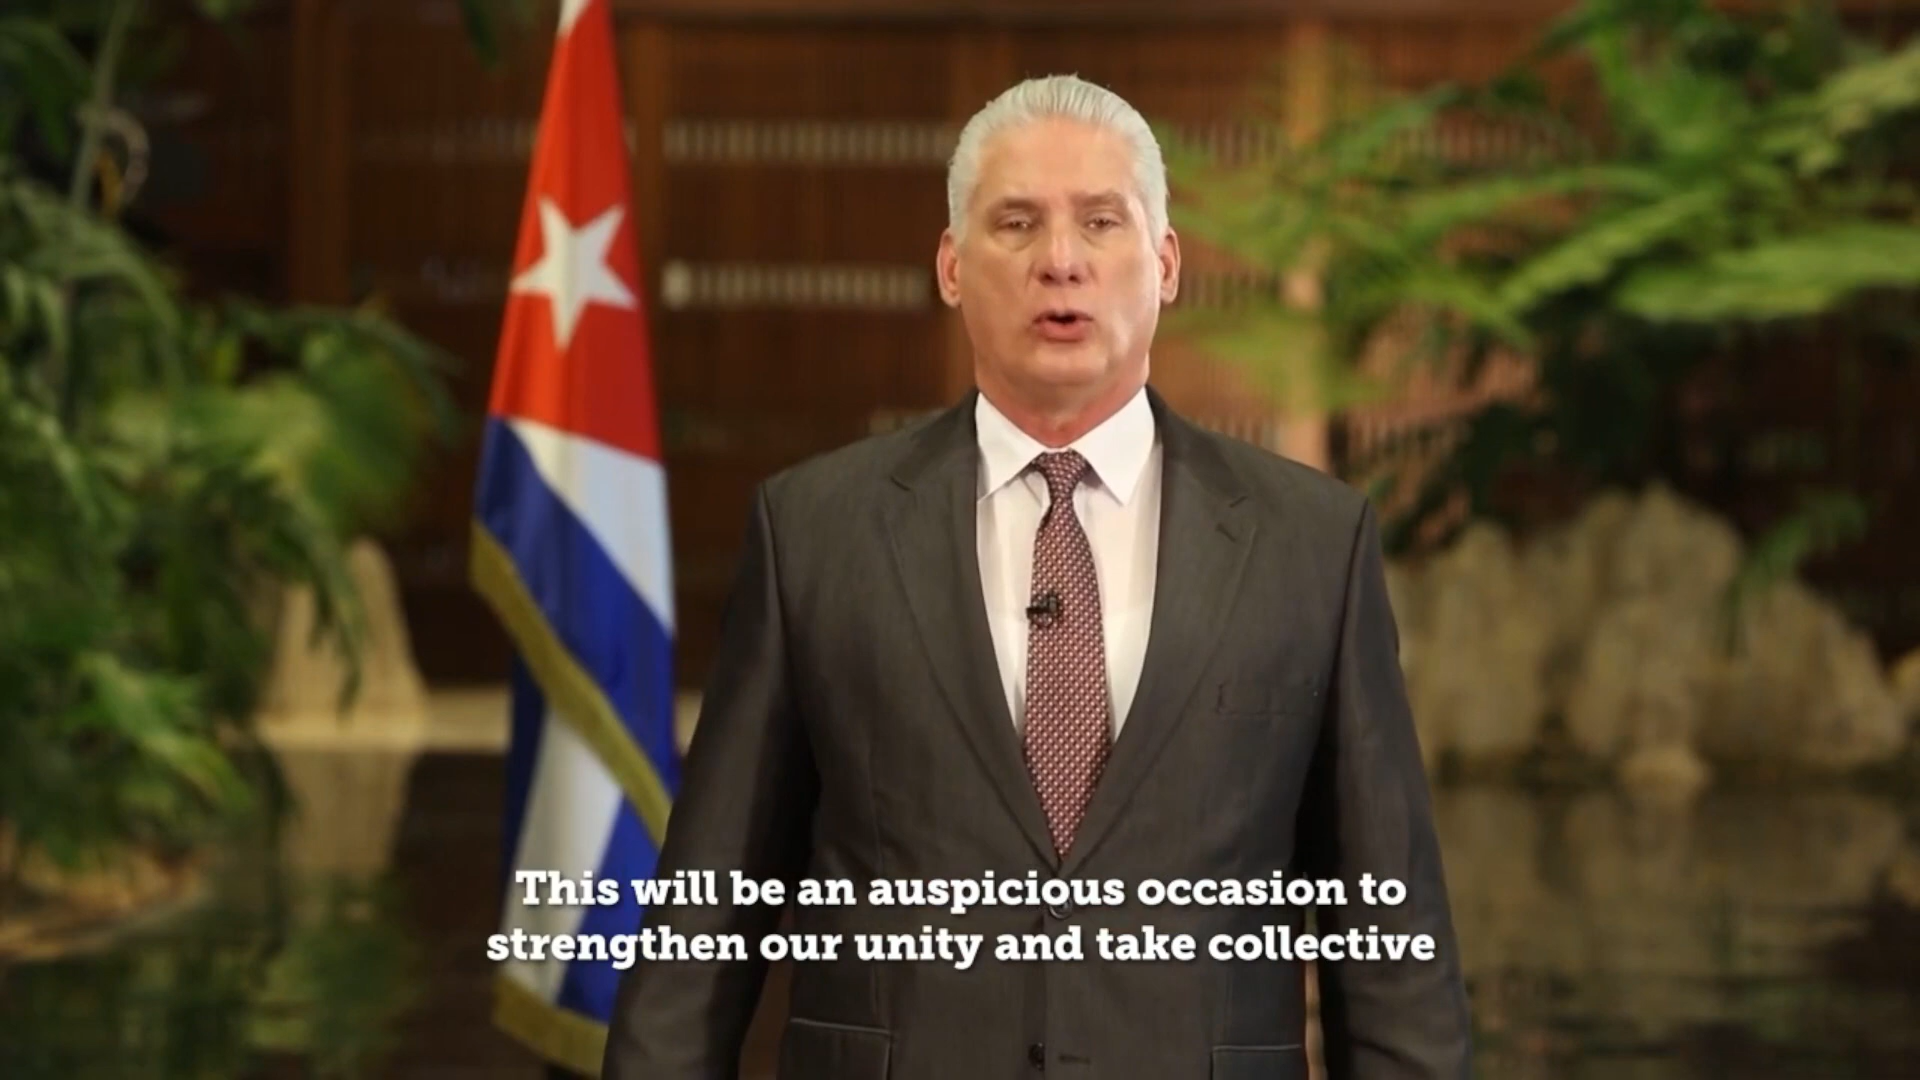 This will be an auspicious occasion to
strengthen our unity and take collective